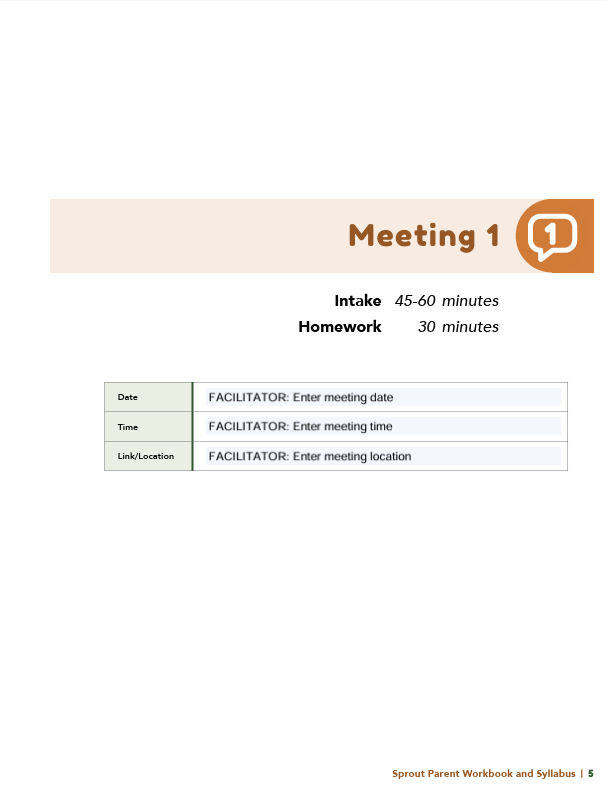 Meeting 1
1
Intake 45-60 minutes
Homework 30 minutes
Date FACILITATOR: Enter meeting date
Time FACILITATOR: Enter meeting time
Link/Location FACILITATOR: Enter meeting location
Sprout Parent Workbook and Syllabus | 5